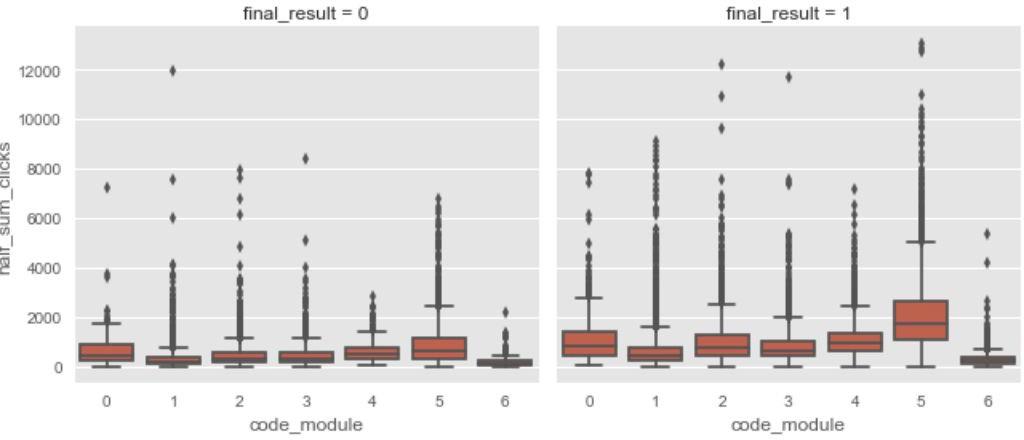 final_result = 0
final_result = 1
half_sum_clicks
12000
10000
8000
6000
4000
2000
0
0 1 2 3 4 5 6
0 1 2 3 4 5 6
code_module
code_module